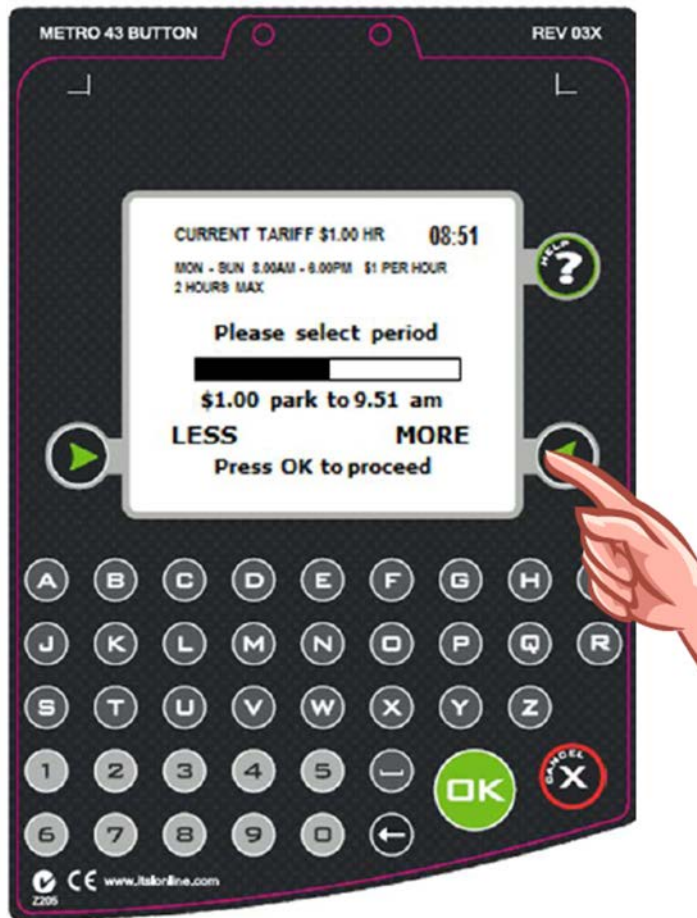 METRO 43 BUTTON REV 03X
CURRENT TARIFF $1.00 HR 08:51
HELP ?
MON - SUN 8.00AM - 6.00PM $1 PER HOUR
2 HOURS MAX
Please select period
$1.00 park to 9.51 am
LESS MORE
Press OK to proceed
A B C D E F G H
J K L M N O P Q R
S T U V W X Y Z
1 2 3 4 5
OK
CANCEL X
6 7 8 9 0
CE www.italonline.com
Z205